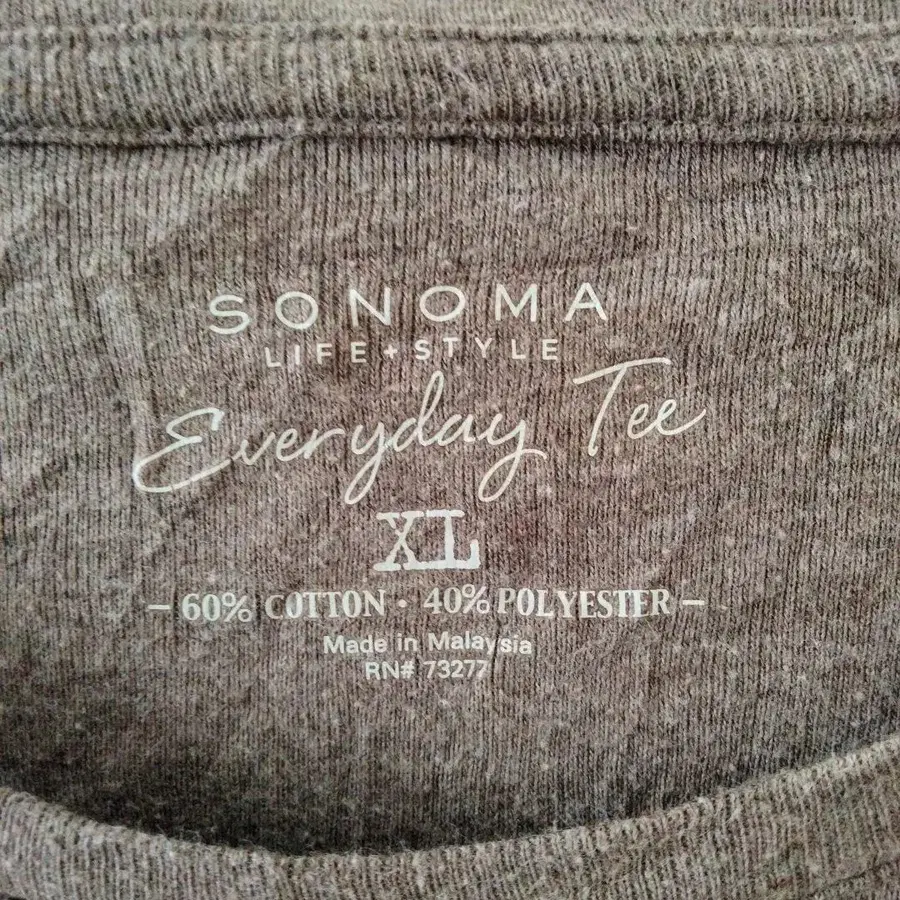 SONOMA
LIFE + STYLE
Everyday Tee
XL
– 60% COTTON • 40% POLYESTER –
Made in Malaysia
RN# 73277